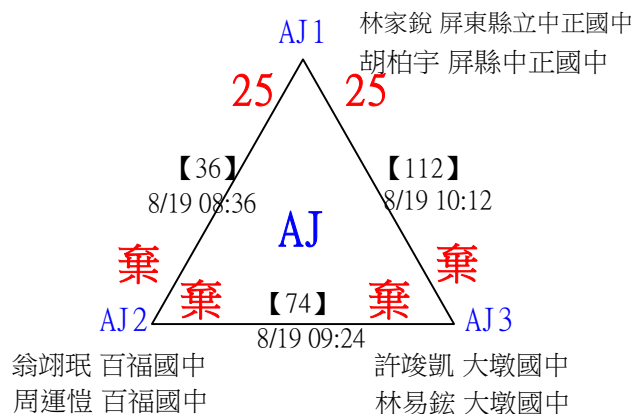 AJ1
林家銳 屏東縣立中正國中
胡柏宇 屏縣中正國中
25 25
【36】 【112】
8/19 08:36 8/19 10:12
AJ
棄 棄
棄 【74】 棄
AJ2 8/19 09:24 AJ3
翁翊珉 百福國中 許竣凱 大墩國中
周運愷 百福國中 林易鋐 大墩國中